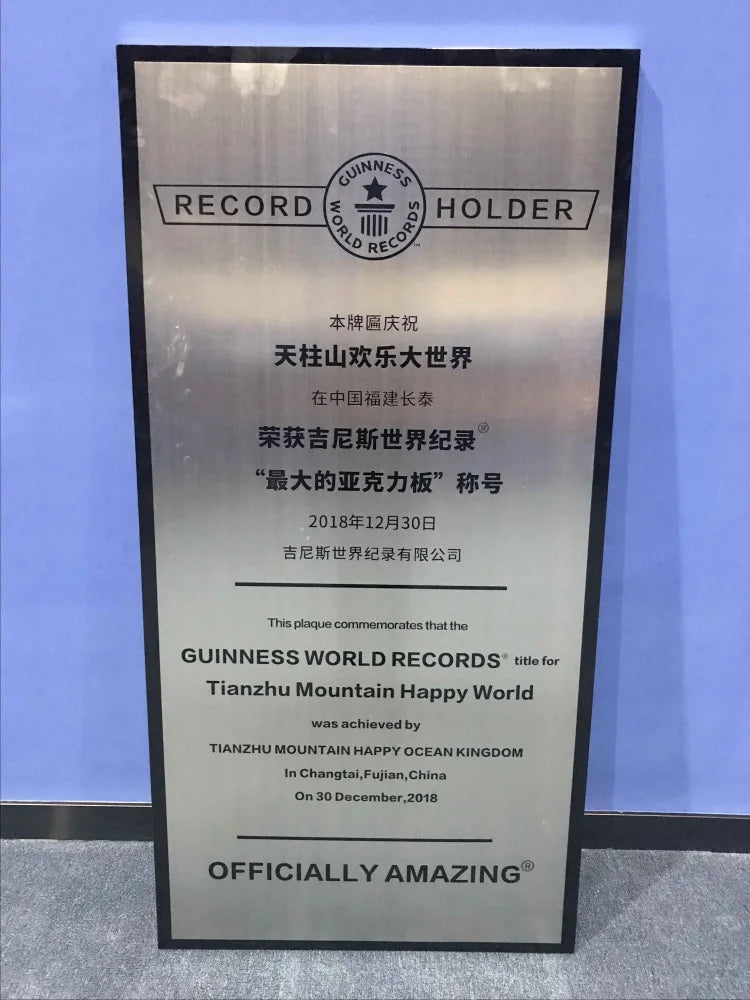 RECORD HOLDER
GUINNESS
WORLD RECORDS™
本牌匾庆祝
天柱山欢乐大世界
在中国福建长泰
荣获吉尼斯世界纪录®
“最大的亚克力板”称号
2018年12月30日
吉尼斯世界纪录有限公司
This plaque commemorates that the
GUINNESS WORLD RECORDS® title for
Tianzhu Mountain Happy World
was achieved by
TIANZHU MOUNTAIN HAPPY OCEAN KINGDOM
In Changtai,Fujian,China
On 30 December,2018
OFFICIALLY AMAZING®